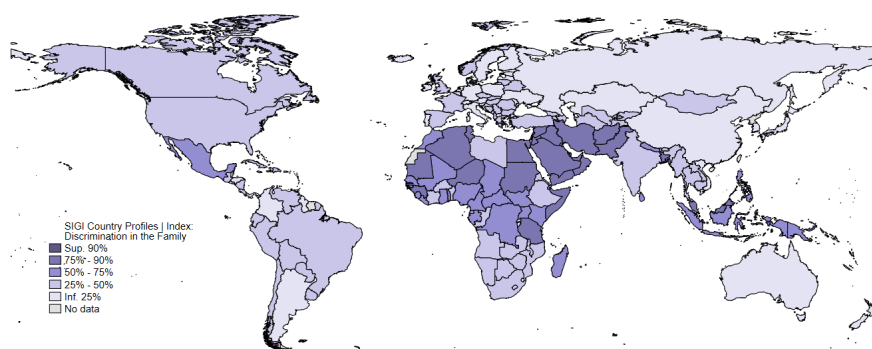 SIGI Country Profiles | Index:
Discrimination in the Family
Sup. 90%
75%- 90%
50% - 75%
25% - 50%
Inf. 25%
No data